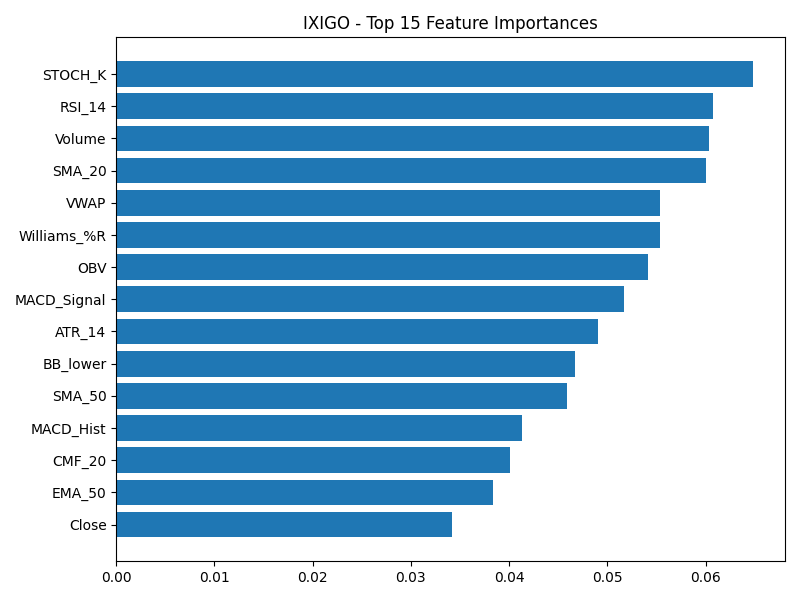 IXIGO - Top 15 Feature Importances
STOCH_K
RSI_14
Volume
SMA_20
VWAP
Williams_%R
OBV
MACD_Signal
ATR_14
BB_lower
SMA_50
MACD_Hist
CMF_20
EMA_50
Close
0.00 0.01 0.02 0.03 0.04 0.05 0.06